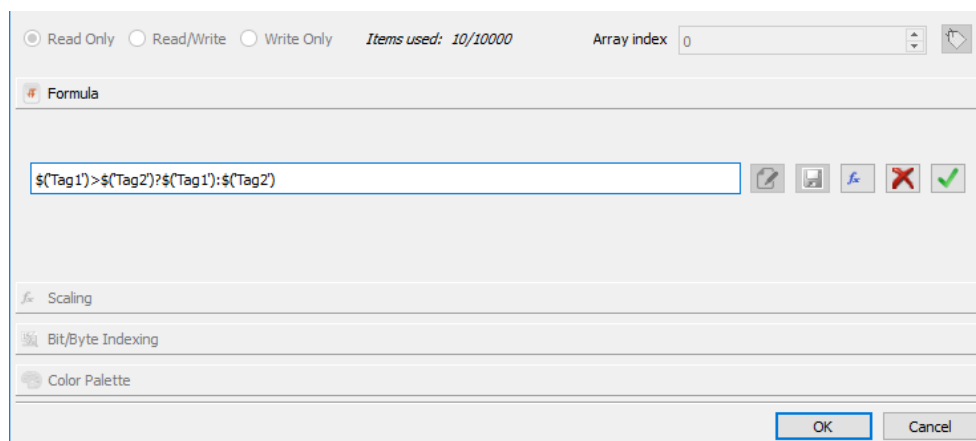 Read Only Read/Write Write Only Items used: 10/10000 Array index 0
Formula
$('Tag1')>$('Tag2')?$('Tag1'):$('Tag2')
fx
Scaling
Bit/Byte Indexing
Color Palette
OK Cancel